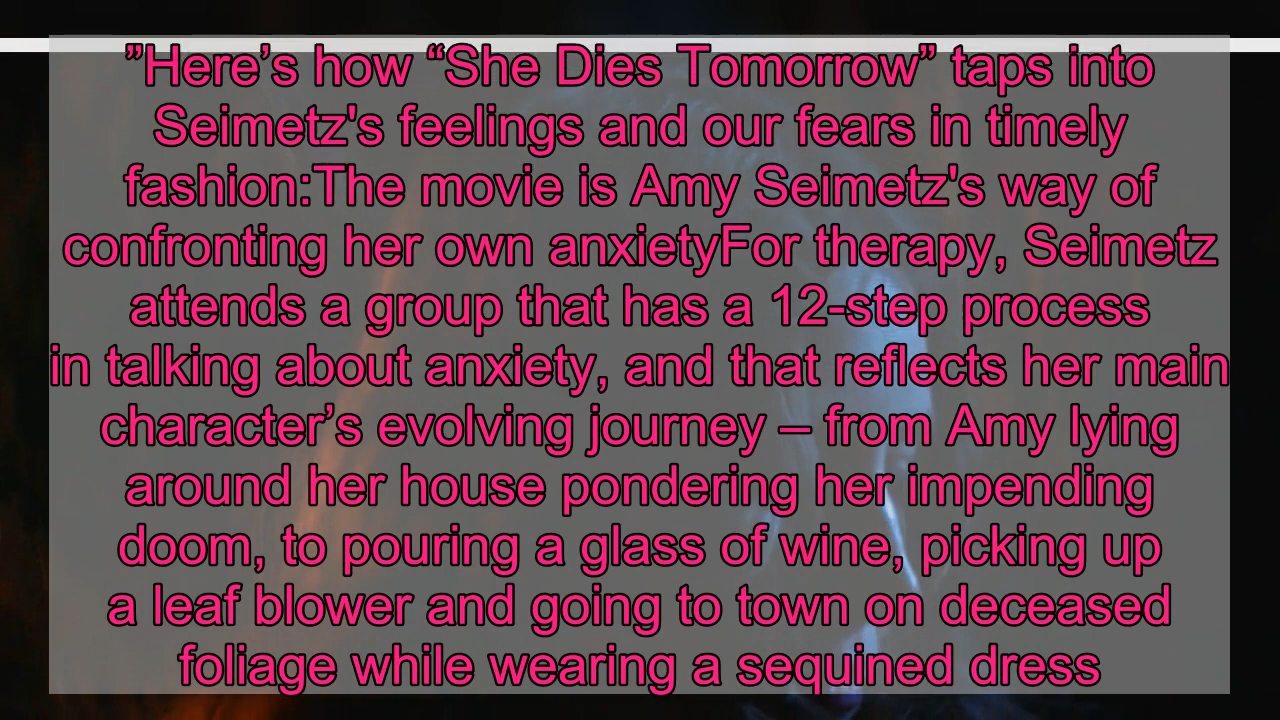 ”Here’s how “She Dies Tomorrow” taps into
Seimetz's feelings and our fears in timely
fashion:The movie is Amy Seimetz's way of
confronting her own anxietyFor therapy, Seimetz
attends a group that has a 12-step process
in talking about anxiety, and that reflects her main
character’s evolving journey – from Amy lying
around her house pondering her impending
doom, to pouring a glass of wine, picking up
a leaf blower and going to town on deceased
foliage while wearing a sequined dress